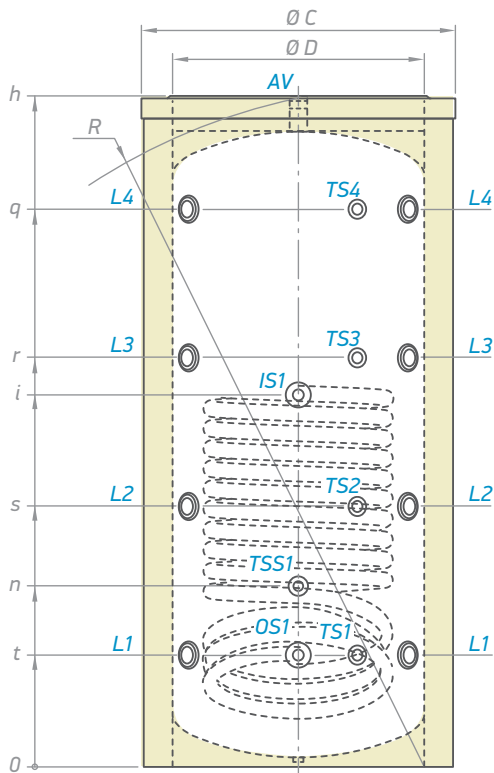 Ø C
Ø D
h AV
R
L4 TS4 L4
q
L3 TS3 L3
r
IS1
i
L2 TS2 L2
s
TSS1
n
L1 OS1 TS1 L1
t
0